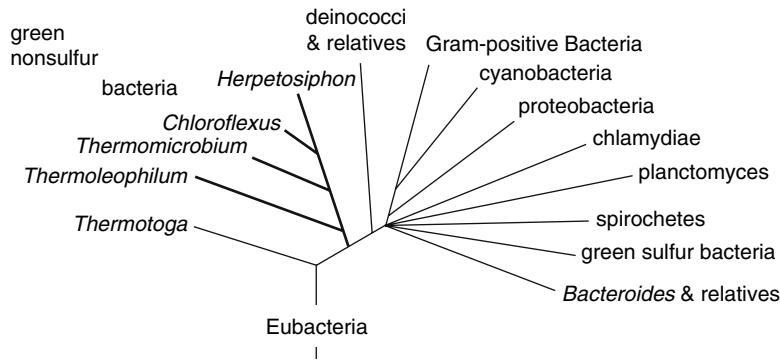 green
nonsulfur
bacteria
Herpetosiphon
Chloroflexus
Thermomicrobium
Thermoleophilum
Thermotoga
deinococci
& relatives
Gram-positive Bacteria
cyanobacteria
proteobacteria
chlamydiae
planctomyces
spirochetes
green sulfur bacteria
Bacteroides & relatives
Eubacteria